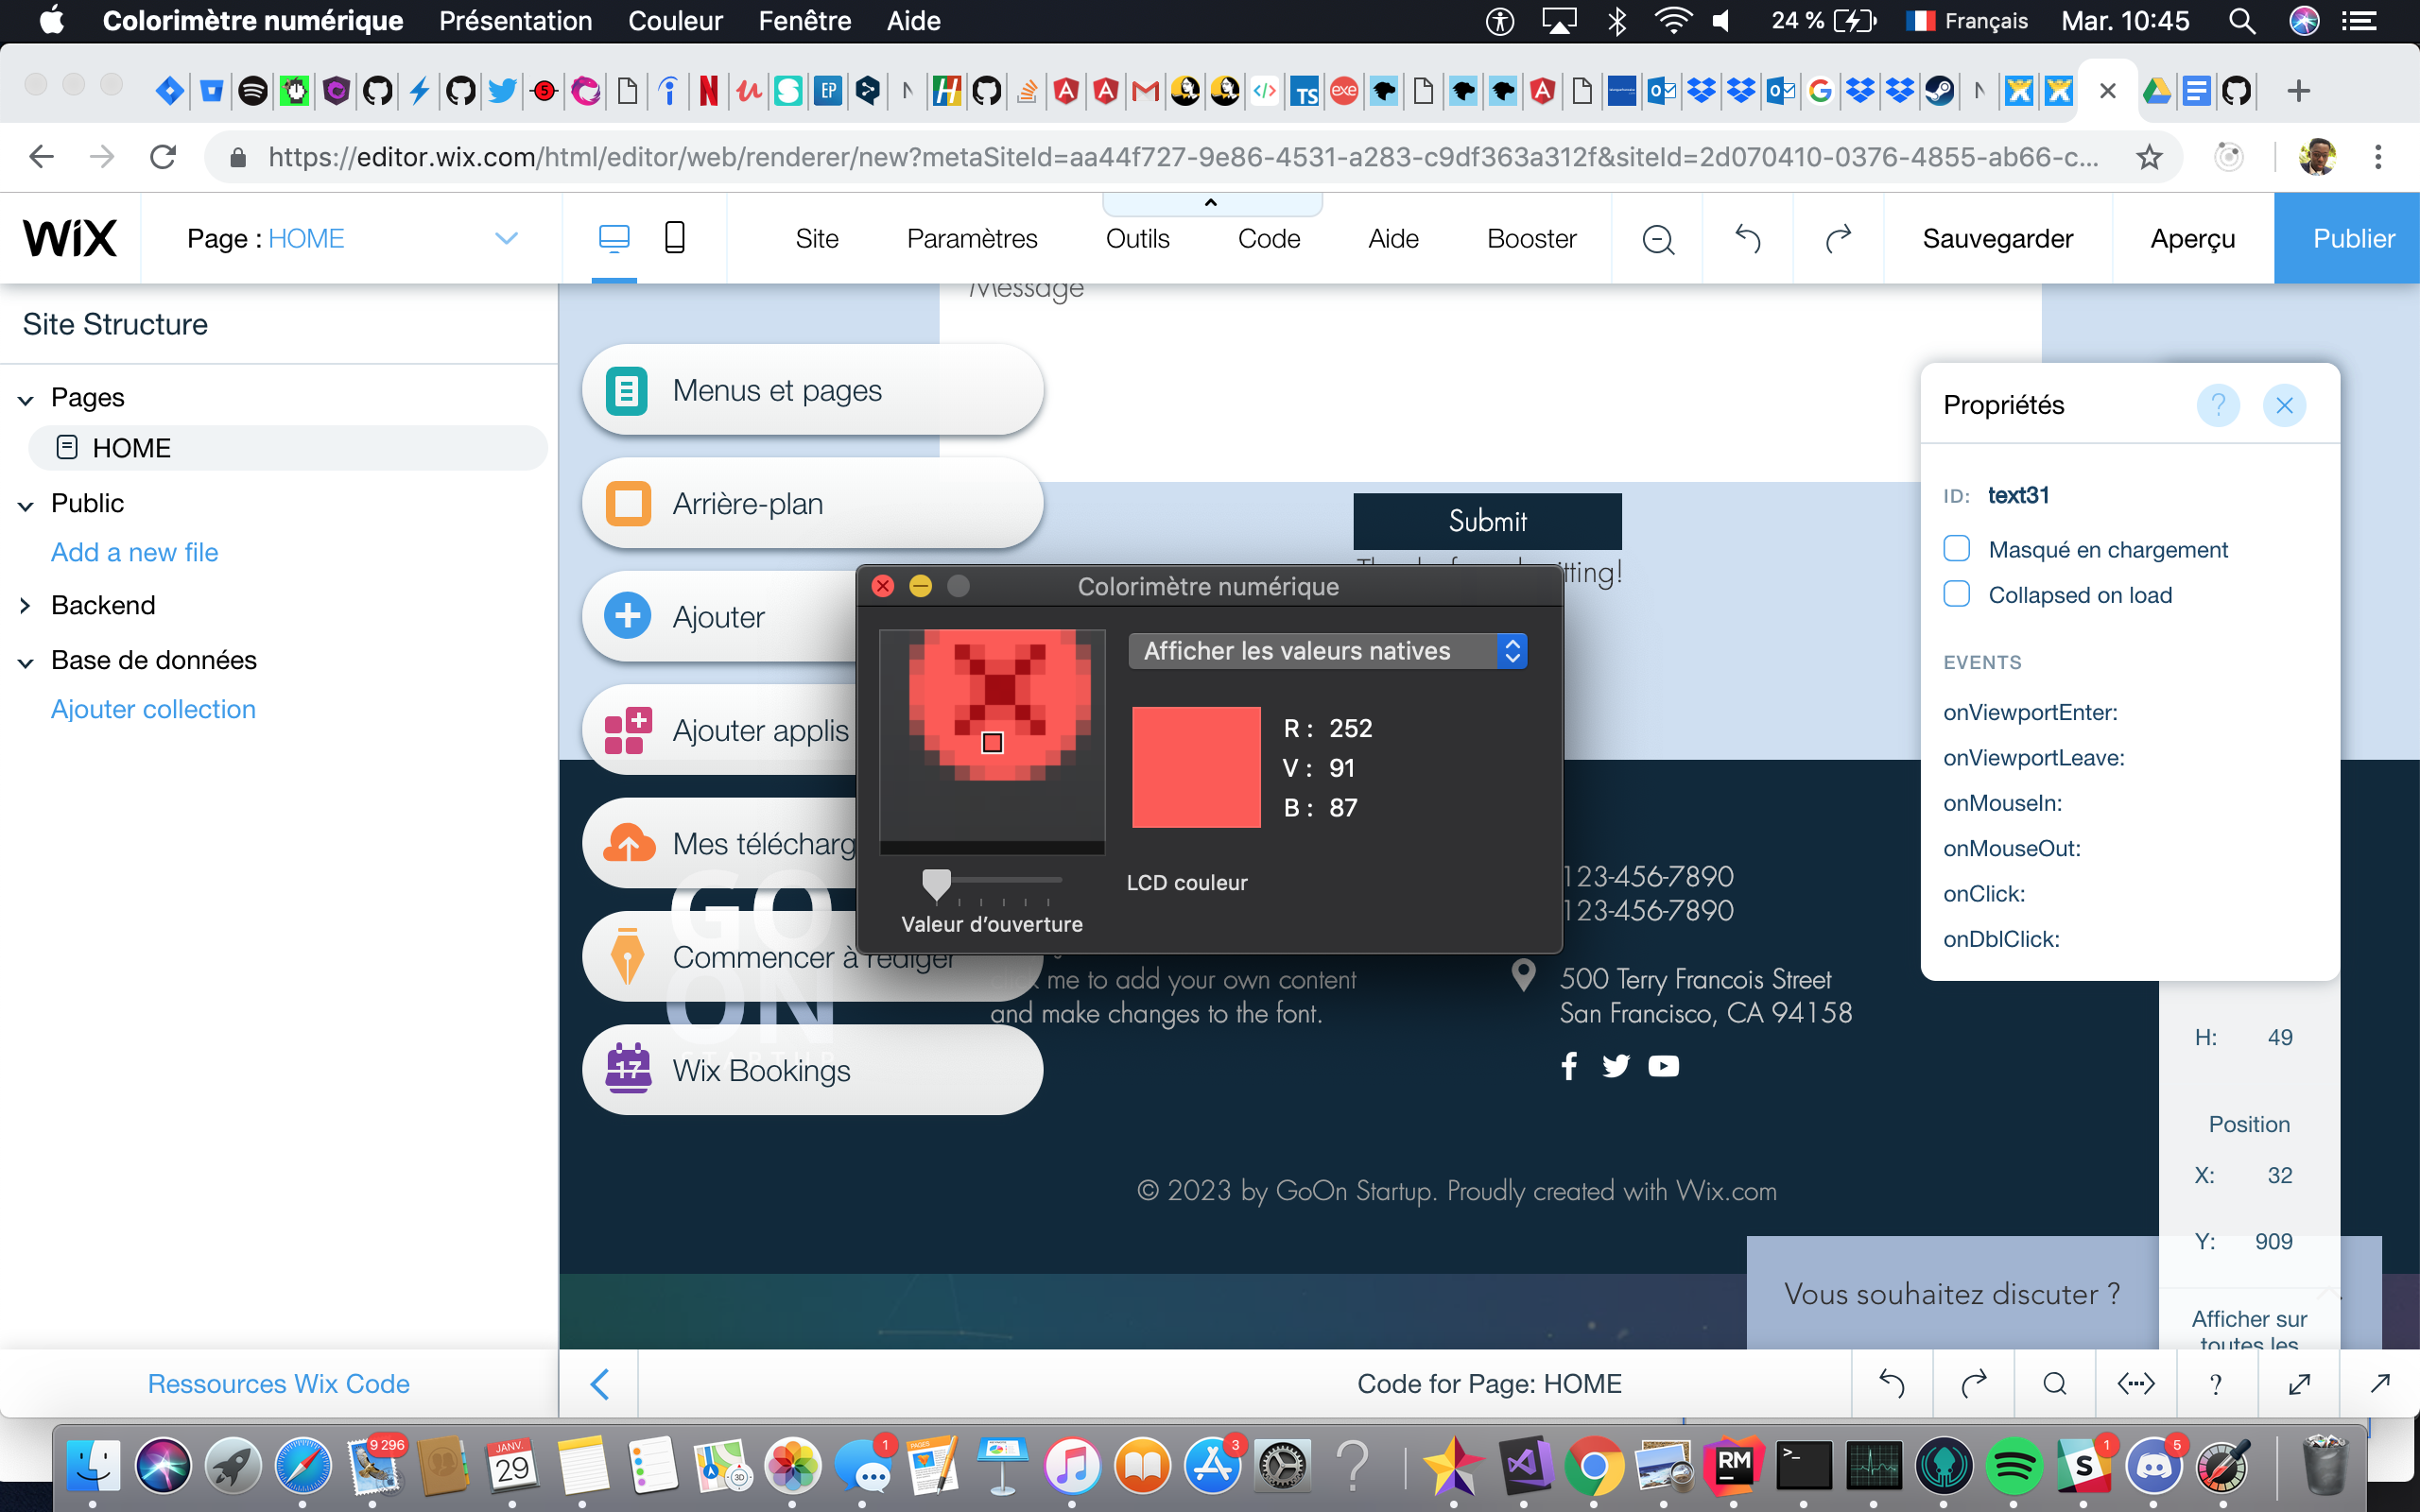 Colorimètre numérique Présentation Couleur Fenêtre Aide 24 % Français Mar. 10:45
https://editor.wix.com/html/editor/web/renderer/new?metaSiteId=aa44f727-9e86-4531-a283-c9df363a312f&siteId=2d070410-0376-4855-ab66-c...
WiX Page : HOME Site Paramètres Outils Code Aide Booster Sauvegarder Aperçu Publier
Site Structure
Pages
HOME
Public
Add a new file
Backend
Base de données
Ajouter collection
Ressources Wix Code
Message
Menus et pages
Arrière-plan
Ajouter
Ajouter applis
Mes télécharg
Commencer à rédiger
17 Wix Bookings
GO
ON
Submit
itting!
Colorimètre numérique
Afficher les valeurs natives
R : 252
V : 91
B : 87
LCD couleur
Valeur d'ouverture
me to add your own content
and make changes to the font.
123-456-7890
123-456-7890
500 Terry Francois Street
San Francisco, CA 94158
© 2023 by GoOn Startup. Proudly created with Wix.com
Propriétés ?
ID: text31
Masqué en chargement
Collapsed on load
EVENTS
onViewportEnter:
onViewportLeave:
onMouseIn:
onMouseOut:
onClick:
onDblClick:
H: 49
Position
X: 32
Y: 909
Afficher sur
toutes les
Vous souhaitez discuter ?
Code for Page: HOME ?
9 296
JANV.
29
3D
1
PAGES
3
RM
1
S
5